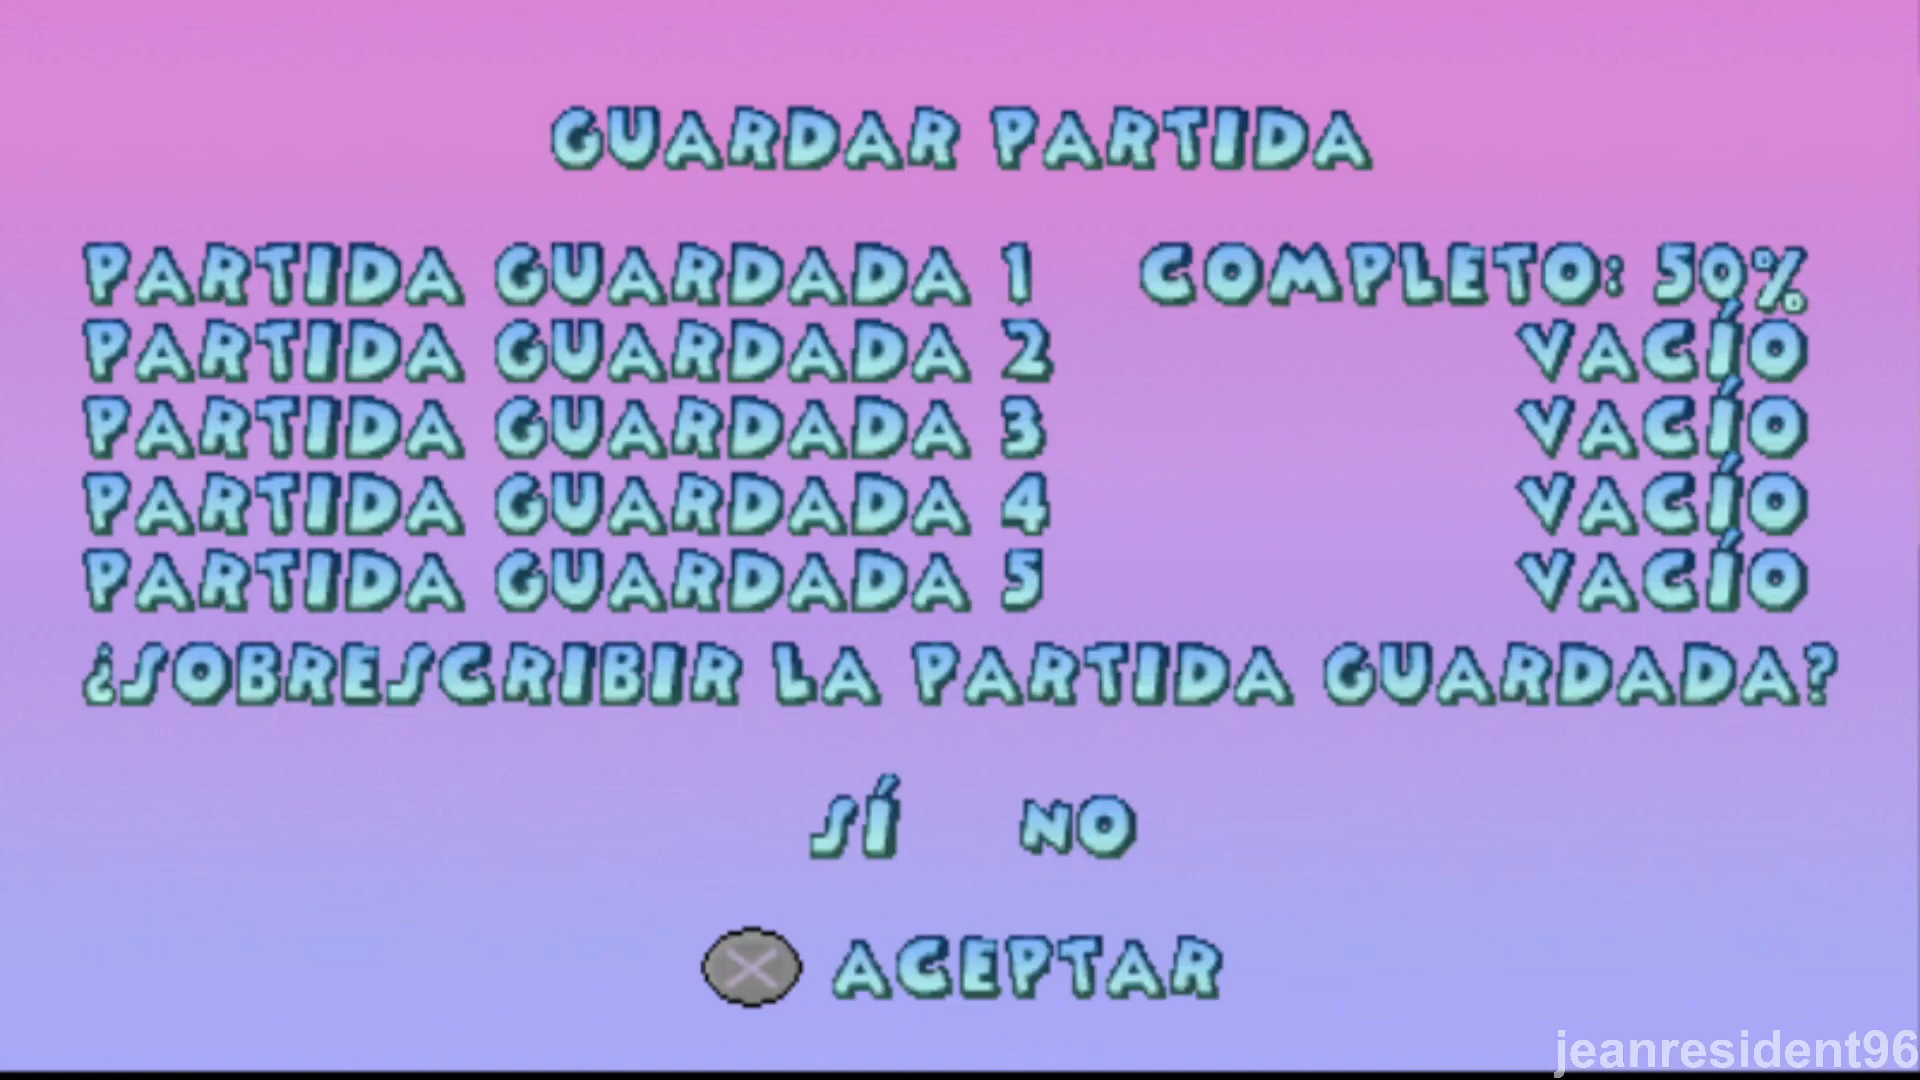 GUARDAR PARTIDA
PARTIDA GUARDADA 1 COMPLETO: 50%
PARTIDA GUARDADA 2 VACÍO
PARTIDA GUARDADA 3 VACÍO
PARTIDA GUARDADA 4 VACÍO
PARTIDA GUARDADA 5 VACÍO
¿SOBRESCRIBIR LA PARTIDA GUARDADA?
SÍ NO
ACEPTAR
jeanresident96